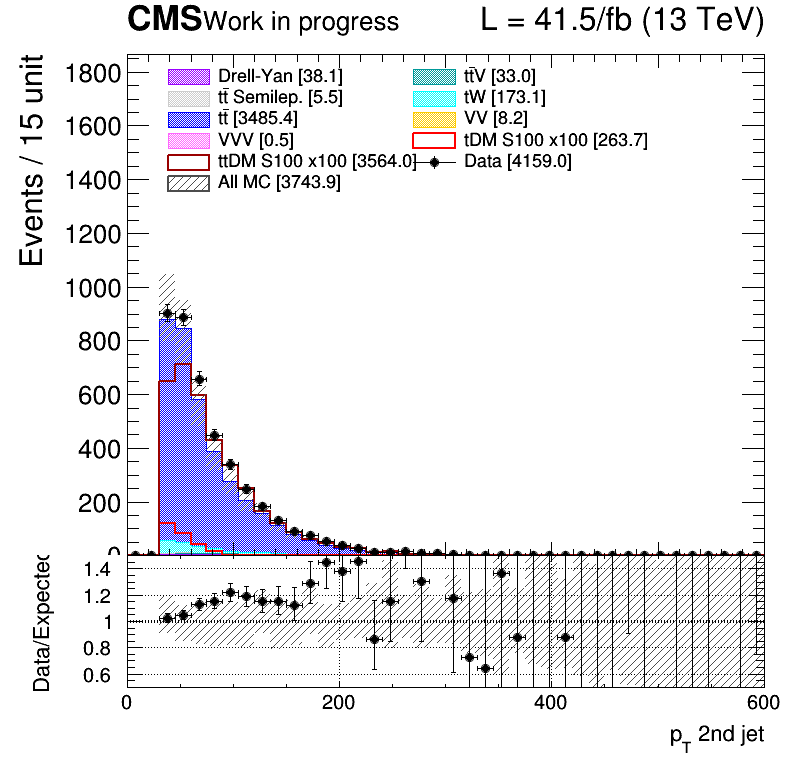 CMS Work in progress L = 41.5/fb (13 TeV)
Events / 15 unit
1800
1600
1400
1200
1000
800
600
400
200
0
Drell-Yan [38.1]
tt̄V [33.0]
tt̄ Semilep. [5.5]
tW [173.1]
tt̄ [3485.4]
VV [8.2]
VVV [0.5]
tDM S100 x100 [263.7]
ttDM S100 x100 [3564.0]
Data [4159.0]
All MC [3743.9]
Data/Expected
1.4
1.2
1
0.8
0.6
0 200 400 600
pT 2nd jet